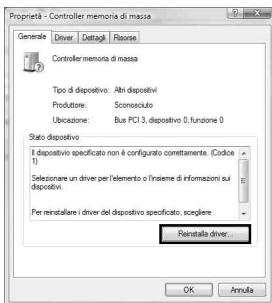 Proprietà - Controller memoria di massa
Generale Driver Dettagli Risorse
Controller memoria di massa
Tipo di dispositivo: Altri dispositivi
Produttore: Sconosciuto
Ubicazione: Bus PCI 3, dispositivo 0, funzione 0
Stato dispositivo
Il dispositivio specificato non è configurato correttamente. (Codice
1)
Selezionare un driver per l'elemento o l'insieme di informazioni sui
dispositivi.
Per reinstallare i driver del dispositivo specificato, scegliere
Reinstalla driver...
OK Annulla